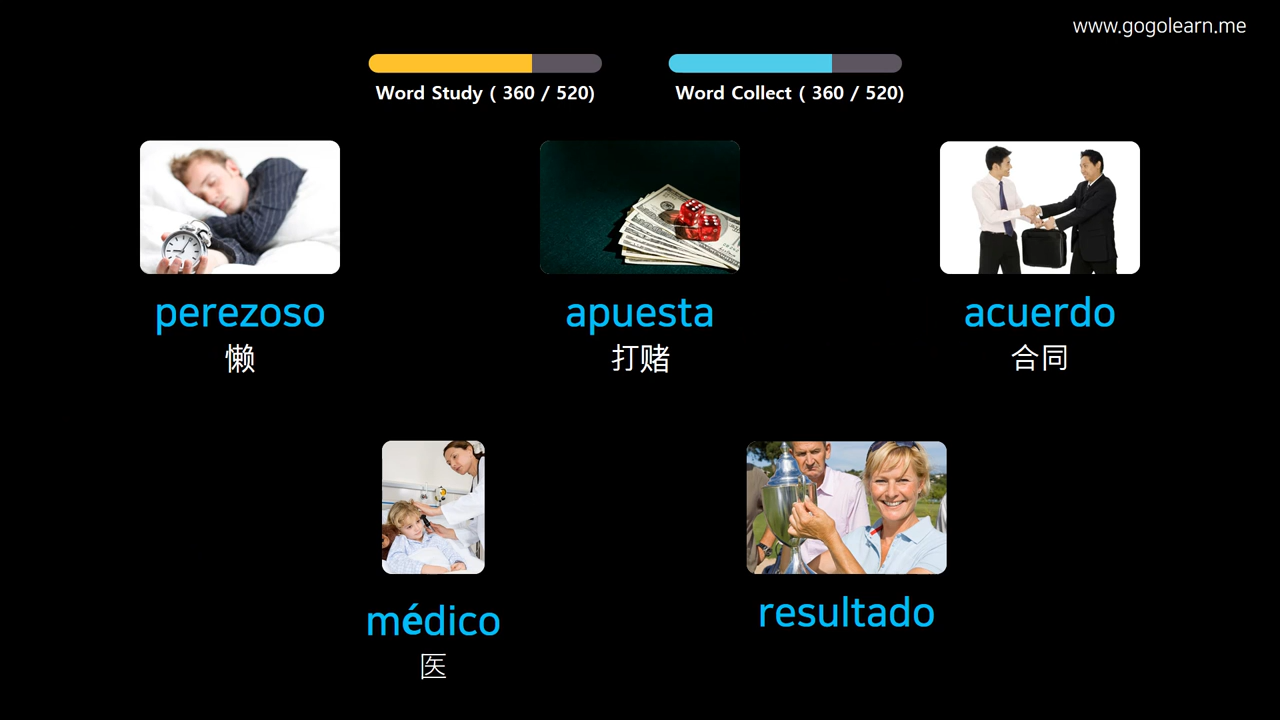 www.gogolearn.me
Word Study ( 360 / 520)
Word Collect ( 360 / 520)
perezoso
懒
apuesta
打赌
acuerdo
合同
médico
医
resultado